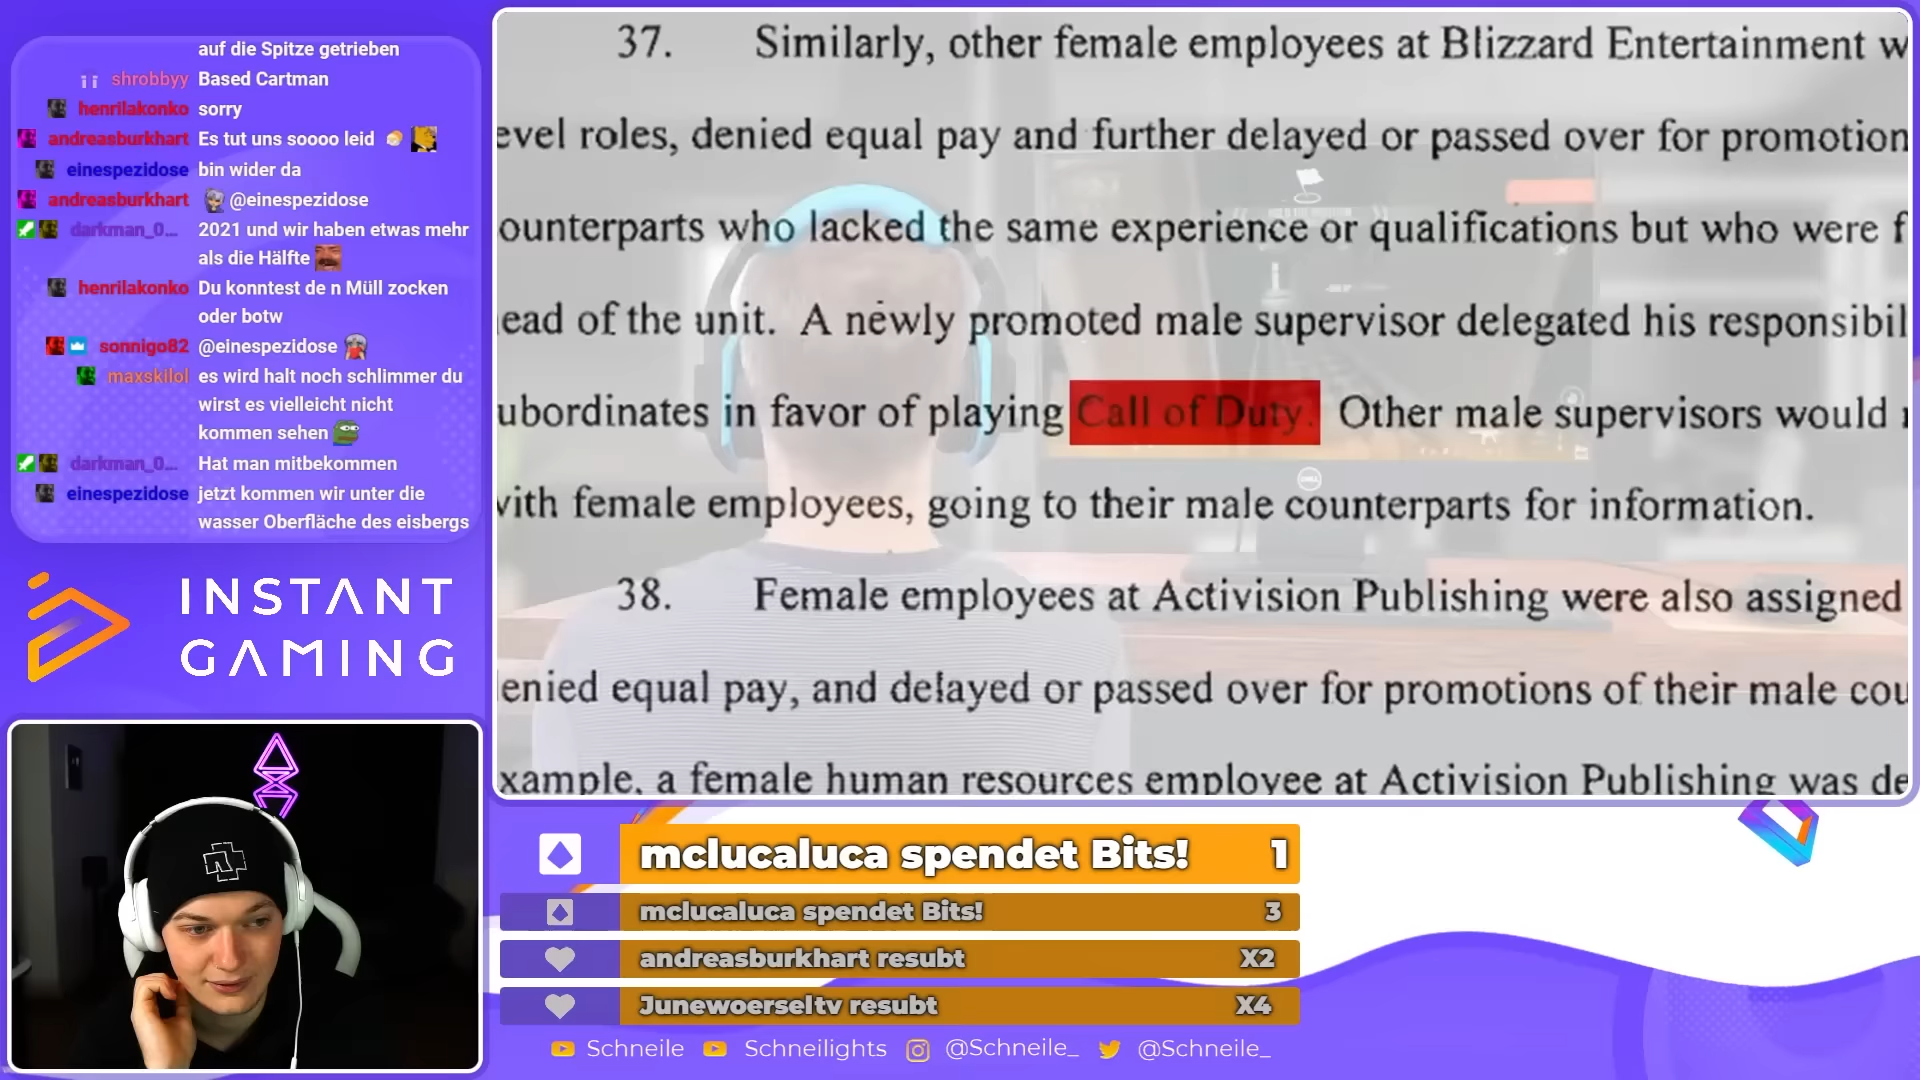 auf die Spitze getrieben
shrobbyy Based Cartman
henrilakonko sorry
andreasburkhart Es tut uns soooo leid
einespezidose bin wider da
andreasburkhart @einespezidose
darkman_0... 2021 und wir haben etwas mehr
als die Hälfte
henrilakonko Du konntest de n Müll zocken
oder botw
sonnigo82 @einespezidose
maxskilol es wird halt noch schlimmer du
wirst es vielleicht nicht
kommen sehen
darkman_0... Hat man mitbekommen
einespezidose jetzt kommen wir unter die
wasser Oberfläche des eisbergs
INSTANT
GAMING
37. Similarly, other female employees at Blizzard Entertainment w
evel roles, denied equal pay and further delayed or passed over for promotion
ounterparts who lacked the same experience or qualifications but who were f
ead of the unit. A newly promoted male supervisor delegated his responsibil
ubordinates in favor of playing Call of Duty. Other male supervisors would
with female employees, going to their male counterparts for information.
38. Female employees at Activision Publishing were also assigned
enied equal pay, and delayed or passed over for promotions of their male cou
xample, a female human resources employee at Activision Publishing was de
DELL
mclucaluca spendet Bits! 1
mclucaluca spendet Bits! 3
andreasburkhart resubt X2
Junewoerseltv resubt X4
Schneile Schneilights @Schneile_ @Schneile_